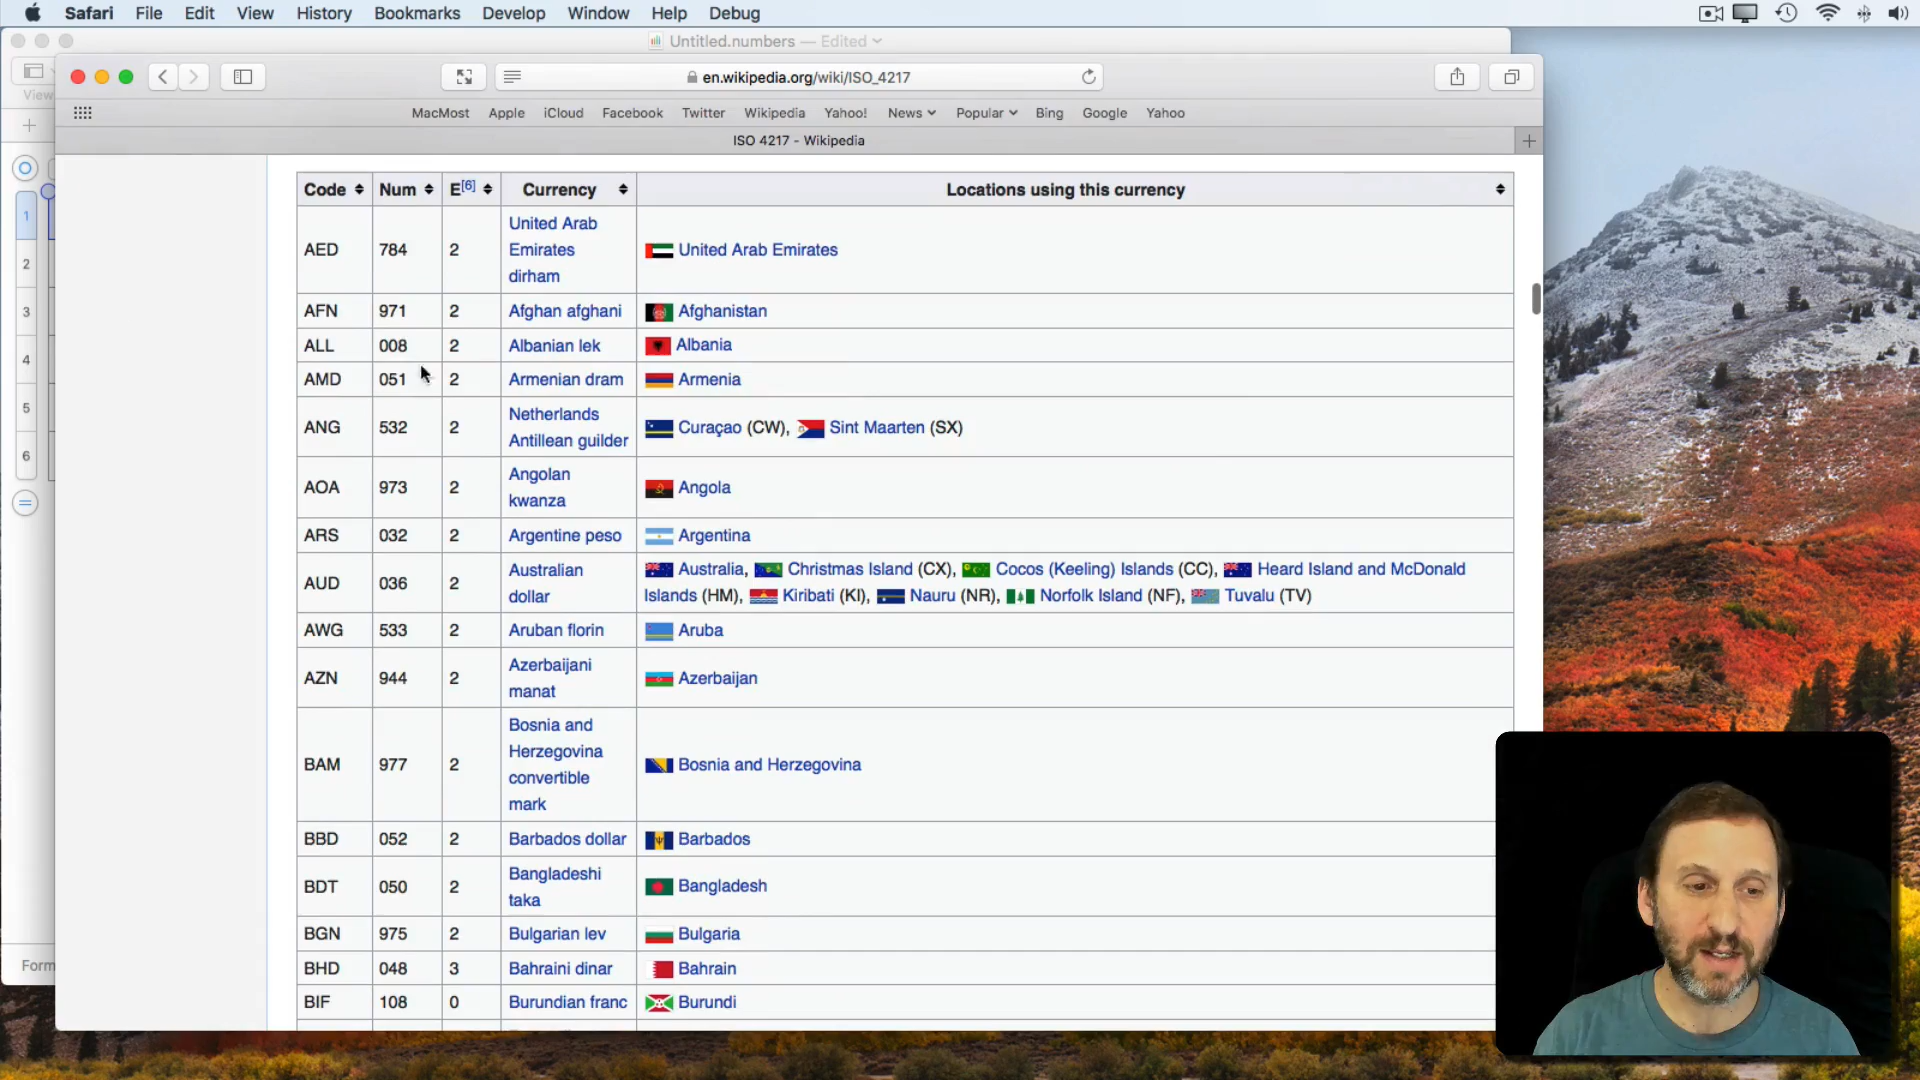 Safari File Edit View History Bookmarks Develop Window Help Debug
Untitled.numbers — Edited
View
en.wikipedia.org/wiki/ISO_4217
MacMost Apple iCloud Facebook Twitter Wikipedia Yahoo! News Popular Bing Google Yahoo
ISO 4217 - Wikipedia
1
2
3
4
5
6
Form
Code Num E[6] Currency Locations using this currency
AED 784 2 United Arab Emirates dirham United Arab Emirates
AFN 971 2 Afghan afghani Afghanistan
ALL 008 2 Albanian lek Albania
AMD 051 2 Armenian dram Armenia
ANG 532 2 Netherlands Antillean guilder Curaçao (CW), Sint Maarten (SX)
AOA 973 2 Angolan kwanza Angola
ARS 032 2 Argentine peso Argentina
AUD 036 2 Australian dollar Australia, Christmas Island (CX), Cocos (Keeling) Islands (CC), Heard Island and McDonald
Islands (HM), Kiribati (KI), Nauru (NR), Norfolk Island (NF), Tuvalu (TV)
AWG 533 2 Aruban florin Aruba
AZN 944 2 Azerbaijani manat Azerbaijan
BAM 977 2 Bosnia and Herzegovina convertible mark Bosnia and Herzegovina
BBD 052 2 Barbados dollar Barbados
BDT 050 2 Bangladeshi taka Bangladesh
BGN 975 2 Bulgarian lev Bulgaria
BHD 048 3 Bahraini dinar Bahrain
BIF 108 0 Burundian franc Burundi